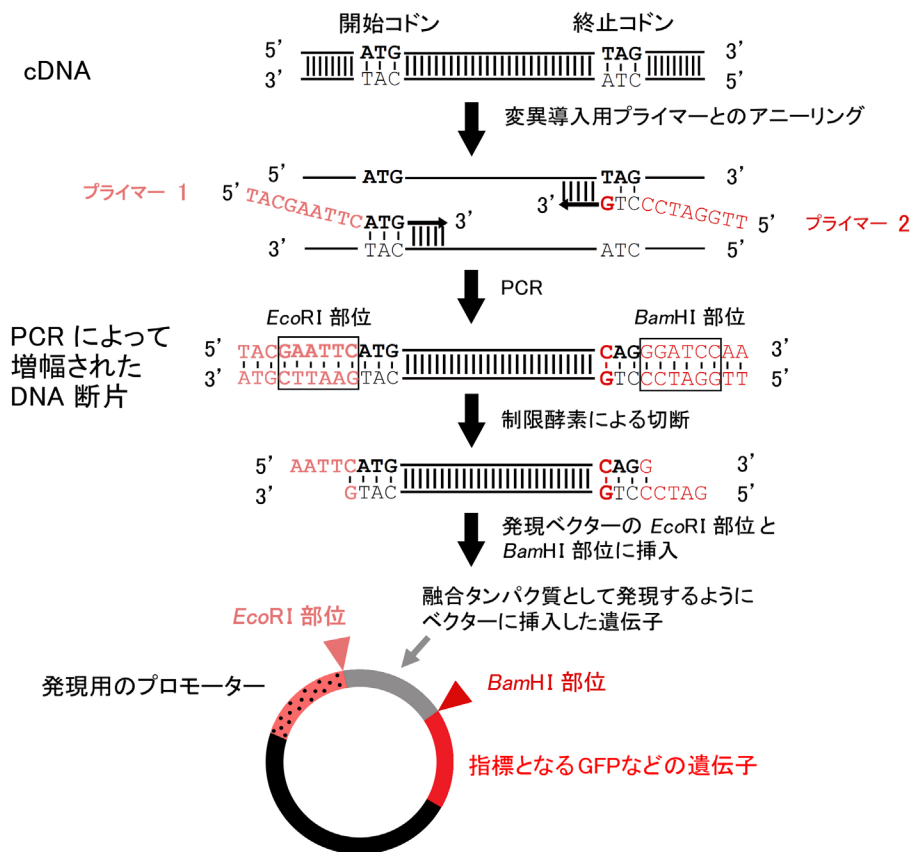 開始コドン 終止コドン
5’ ATG TAG 3’
cDNA
3’ TAC ATC 5’
変異導入用プライマーとのアニーリング
5’ ATG TAG 3’
プライマー 1 5’ TACGAATTCATG 3’
3’ GTCCCTAGGTT 5’ プライマー 2
3’ TAC ATC 5’
PCR
EcoRI 部位 BamHI 部位
PCR によって
増幅された
DNA 断片
5’ TACGAATTCATG CAGGGATCCAA 3’
3’ ATGCTTAAGTAC GTCCCTAGGTT 5’
制限酵素による切断
5’ AATTCATG CAGG 3’
3’ GTAC GTCCCTAG 5’
発現ベクターの EcoRI 部位と
BamHI 部位に挿入
融合タンパク質として発現するように
ベクターに挿入した遺伝子
EcoRI 部位
発現用のプロモーター
BamHI 部位
指標となるGFPなどの遺伝子